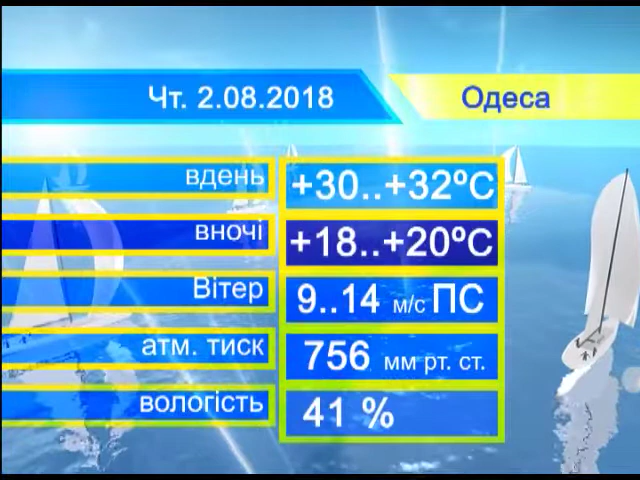 Чт. 2.08.2018
Одеса
вдень +30..+32ºC
вночі +18..+20ºC
Вітер 9..14 м/с ПС
атм. тиск 756 мм рт. ст.
вологість 41 %